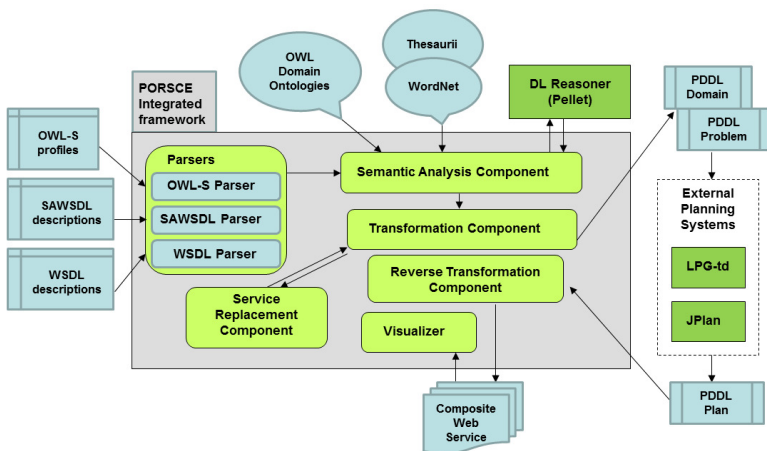 Thesaurii
OWL
Domain
Ontologies
WordNet
DL Reasoner
(Pellet)
PDDL
Domain
PDDL
Problem
PORSCE
Integrated
framework
OWL-S
profiles
SAWSDL
descriptions
WSDL
descriptions
Parsers
OWL-S Parser
SAWSDL Parser
WSDL Parser
Semantic Analysis Component
Transformation Component
Reverse Transformation
Component
Service
Replacement
Component
Visualizer
Composite
Web
Service
External
Planning
Systems
LPG-td
JPlan
PDDL
Plan